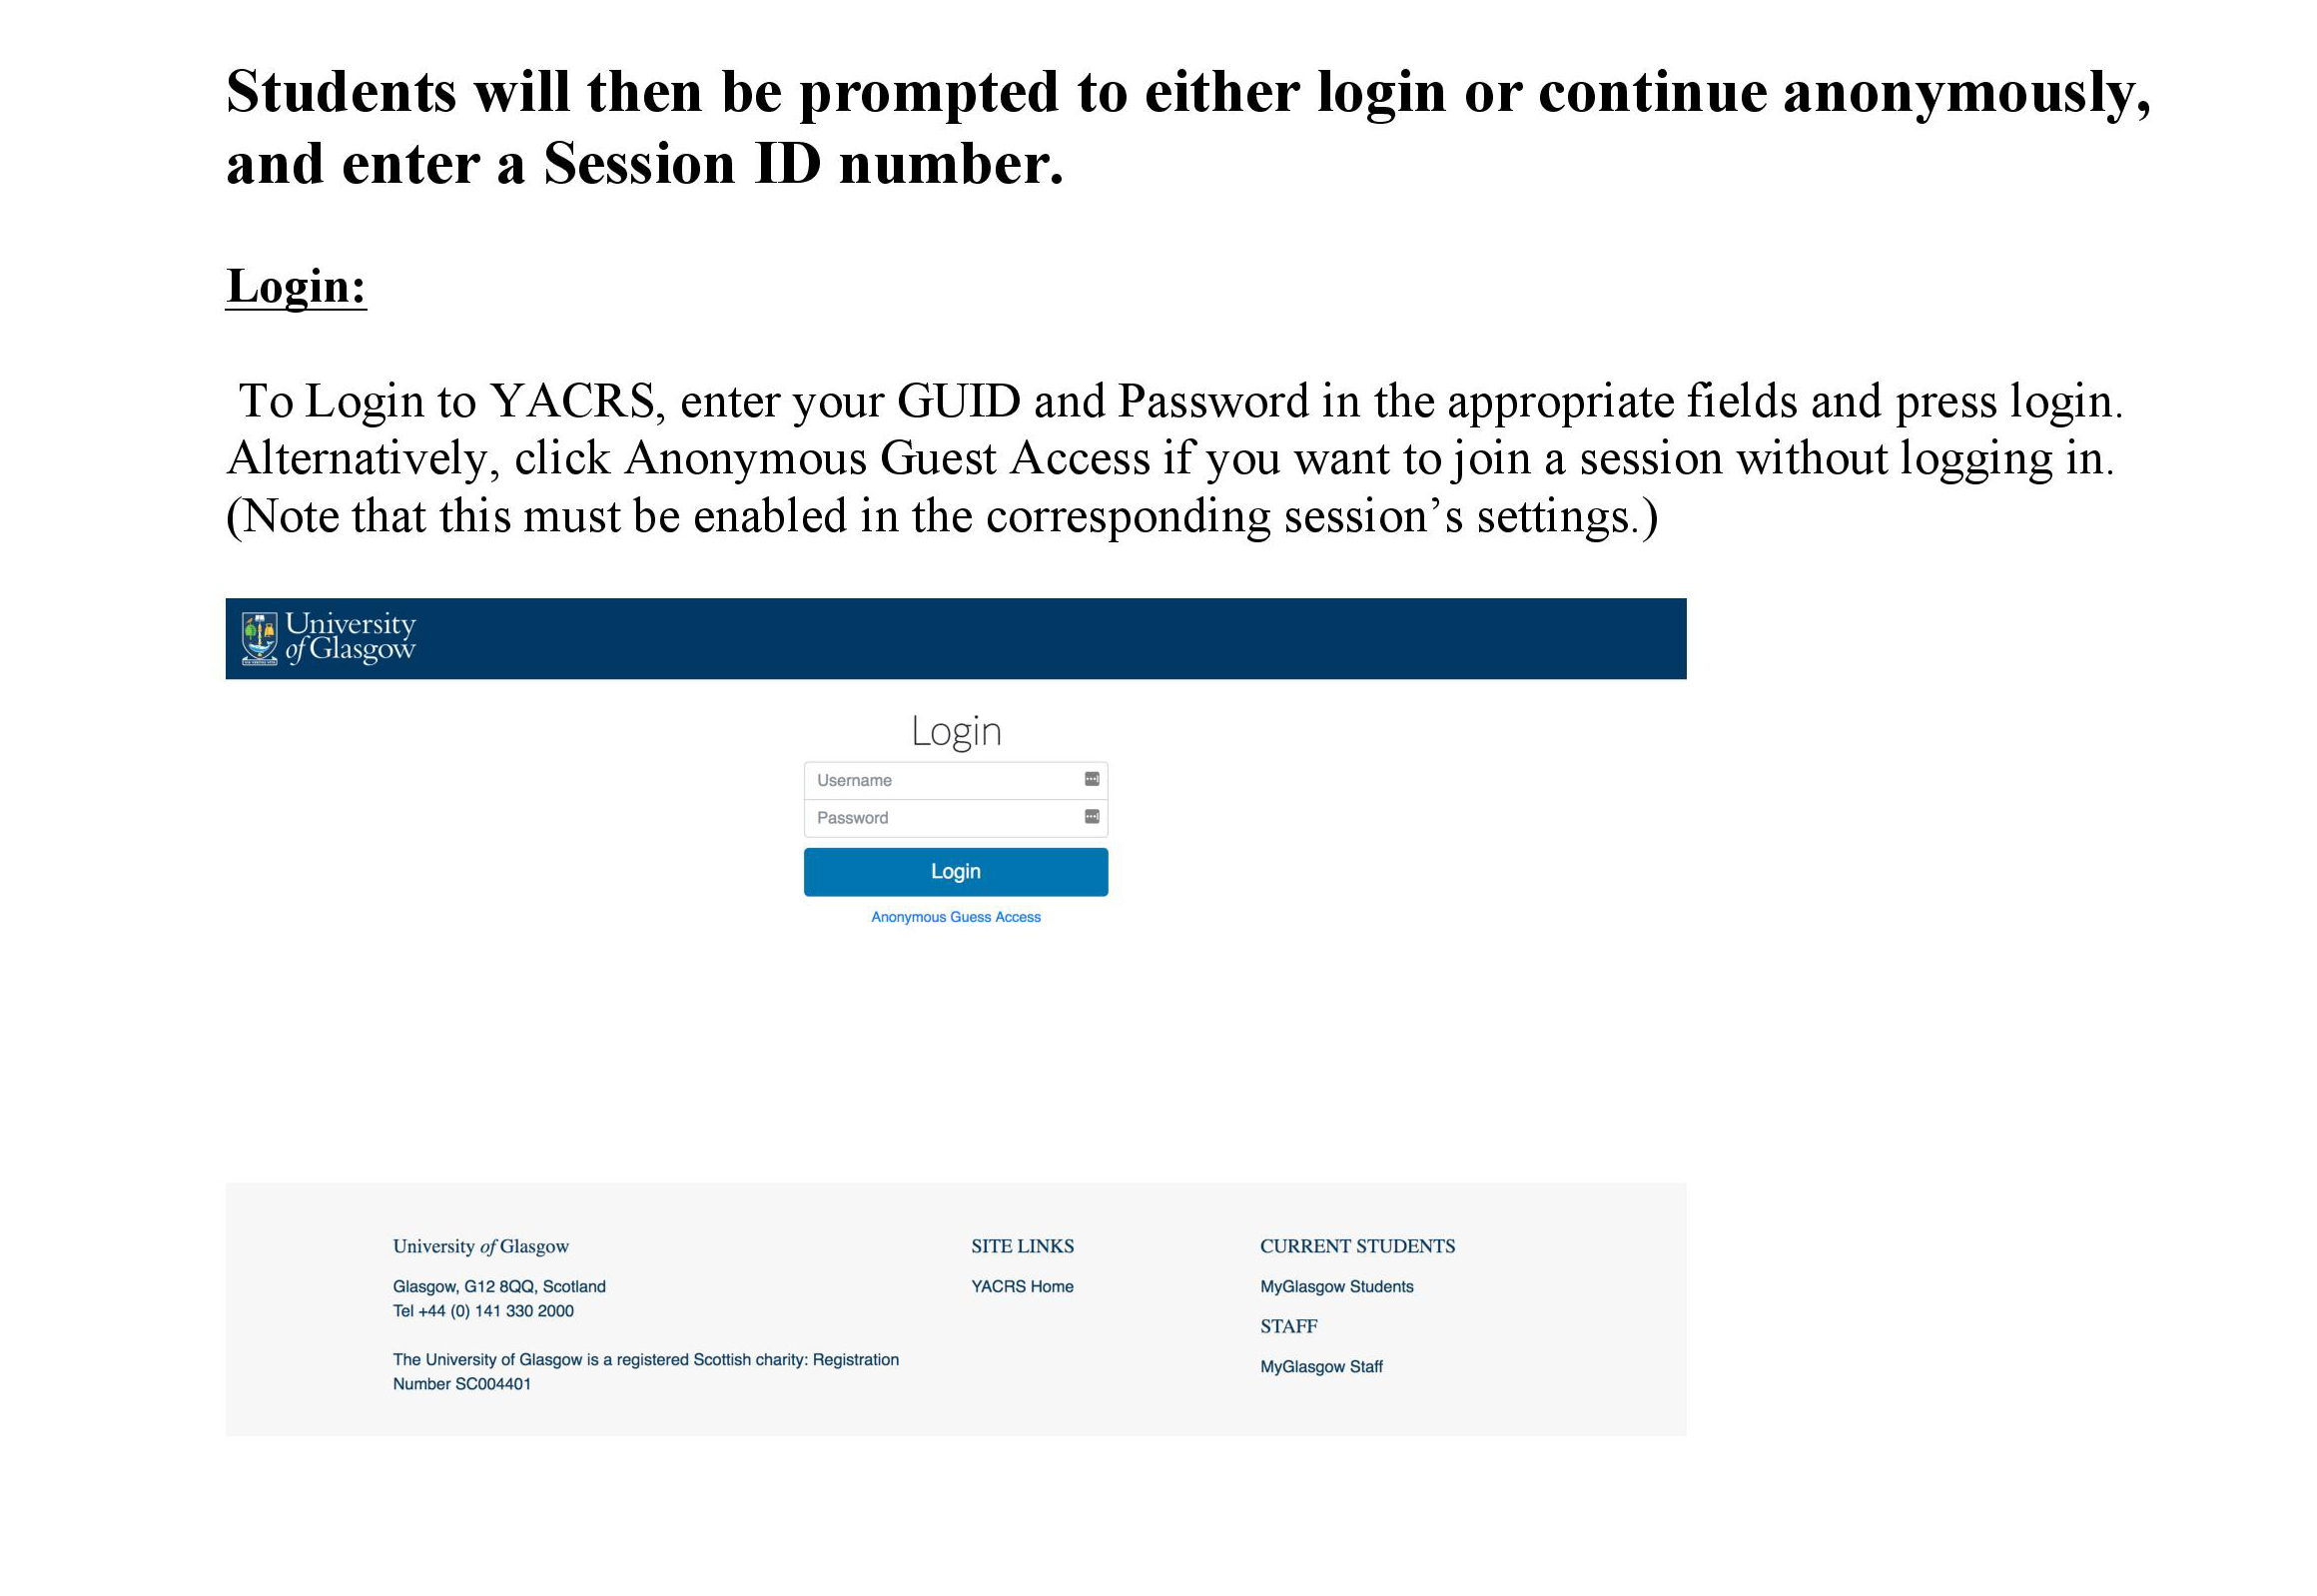 Students will then be prompted to either login or continue anonymously,
and enter a Session ID number.
Login:
To Login to YACRS, enter your GUID and Password in the appropriate fields and press login.
Alternatively, click Anonymous Guest Access if you want to join a session without logging in.
(Note that this must be enabled in the corresponding session’s settings.)
University
of Glasgow
Login
Username
Password
Login
Anonymous Guess Access
University of Glasgow
Glasgow, G12 8QQ, Scotland
Tel +44 (0) 141 330 2000
The University of Glasgow is a registered Scottish charity: Registration
Number SC004401
SITE LINKS
YACRS Home
CURRENT STUDENTS
MyGlasgow Students
STAFF
MyGlasgow Staff